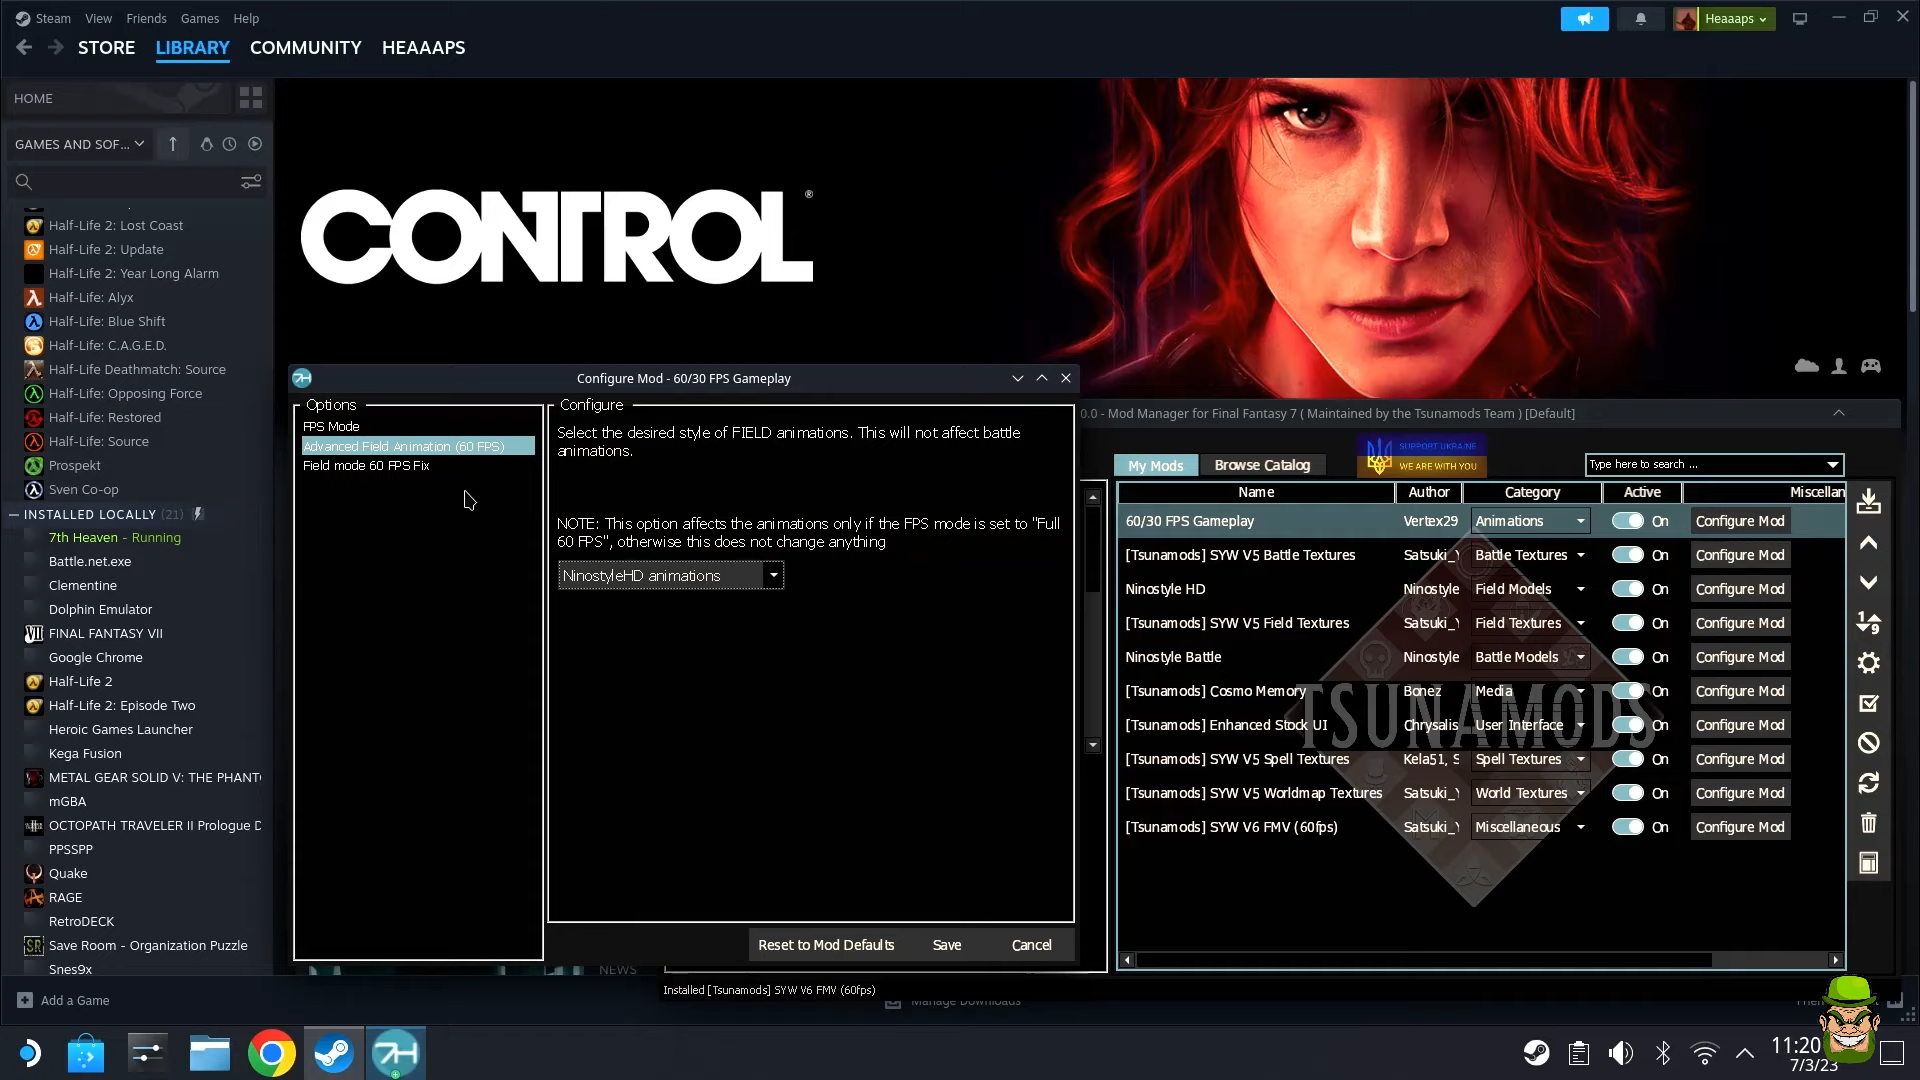 Steam View Friends Games Help
Heaaaps
STORE LIBRARY COMMUNITY HEAAAPS
HOME
GAMES AND SOF...
CONTROL
®
Half-Life 2: Lost Coast
Half-Life 2: Update
Half-Life 2: Year Long Alarm
Half-Life: Alyx
Half-Life: Blue Shift
Half-Life: C.A.G.E.D.
Half-Life Deathmatch: Source
Half-Life: Opposing Force
Half-Life: Restored
Half-Life: Source
Prospekt
Sven Co-op
INSTALLED LOCALLY (21)
7th Heaven - Running
Battle.net.exe
Clementine
Dolphin Emulator
FINAL FANTASY VII
Google Chrome
Half-Life 2
Half-Life 2: Episode Two
Heroic Games Launcher
Kega Fusion
METAL GEAR SOLID V: THE PHANT
mGBA
OCTOPATH TRAVELER II Prologue D
PPSSPP
Quake
RAGE
RetroDECK
Save Room - Organization Puzzle
Snes9x
Add a Game
Configure Mod - 60/30 FPS Gameplay
Options
FPS Mode
Advanced Field Animation (60 FPS)
Field mode 60 FPS Fix
Configure
Select the desired style of FIELD animations. This will not affect battle
animations.
NOTE: This option affects the animations only if the FPS mode is set to "Full
60 FPS", otherwise this does not change anything
NinostyleHD animations
Reset to Mod Defaults Save Cancel
NEWS
Installed [Tsunamods] SYW V6 FMV (60fps)
Manage Downloads
0.0 - Mod Manager for Final Fantasy 7 ( Maintained by the Tsunamods Team ) [Default]
SUPPORT UKRAINE
WE ARE WITH YOU
My Mods Browse Catalog
Type here to search ...
Name Author Category Active Miscellan
60/30 FPS Gameplay Vertex29 Animations On Configure Mod
[Tsunamods] SYW V5 Battle Textures Satsuki_Y Battle Textures On Configure Mod
Ninostyle HD Ninostyle Field Models On Configure Mod
[Tsunamods] SYW V5 Field Textures Satsuki_Y Field Textures On Configure Mod
Ninostyle Battle Ninostyle Battle Models On Configure Mod
[Tsunamods] Cosmo Memory Bonez Media On Configure Mod
[Tsunamods] Enhanced Stock UI Chrysalis User Interface On Configure Mod
[Tsunamods] SYW V5 Spell Textures Kela51, S Spell Textures On Configure Mod
[Tsunamods] SYW V5 Worldmap Textures Satsuki_Y World Textures On Configure Mod
[Tsunamods] SYW V6 FMV (60fps) Satsuki_Y Miscellaneous On Configure Mod
TSUNAMODS
7H
11:20
7/3/23